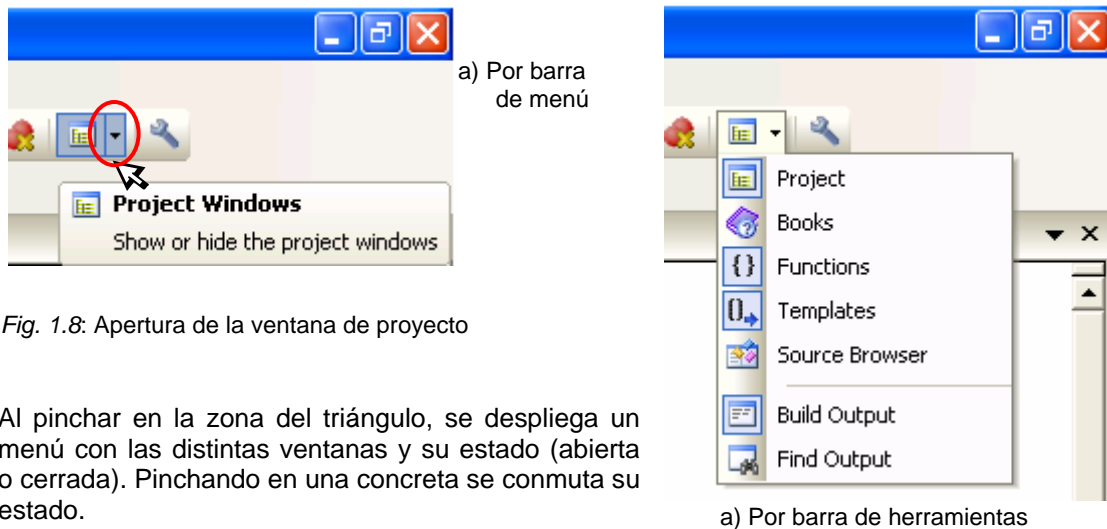 a) Por barra
de menú
Project Windows
Show or hide the project windows
Fig. 1.8: Apertura de la ventana de proyecto
Al pinchar en la zona del triángulo, se despliega un
menú con las distintas ventanas y su estado (abierta
o cerrada). Pinchando en una concreta se conmuta su
estado.
Project
Books
{} Functions
Templates
Source Browser
Build Output
Find Output
a) Por barra de herramientas